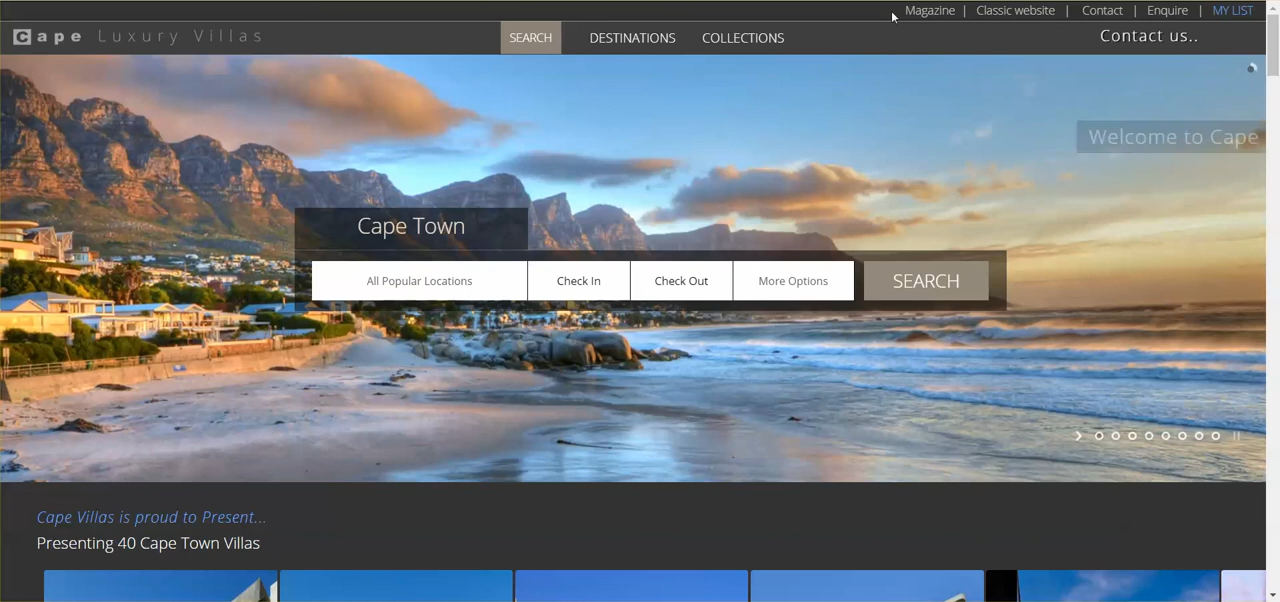 Magazine | Classic website | Contact | Enquire | MY LIST
Cape Luxury Villas
SEARCH DESTINATIONS COLLECTIONS
Contact us..
Welcome to Cape
Cape Town
All Popular Locations Check In Check Out More Options SEARCH
Cape Villas is proud to Present...
Presenting 40 Cape Town Villas